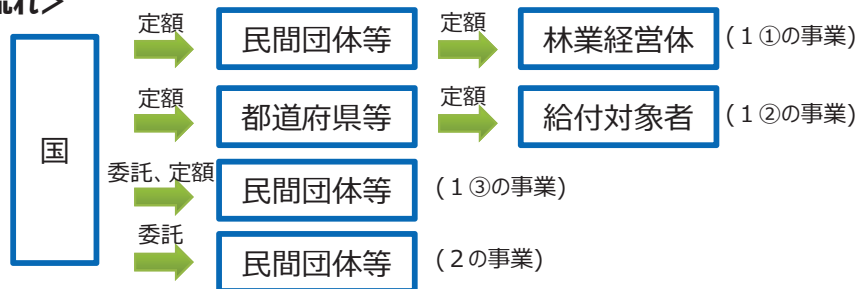 流れ>
定額
民間団体等
定額
林業経営体
(1①の事業)
国
定額
都道府県等
定額
給付対象者
(1②の事業)
委託、定額
民間団体等
(1③の事業)
委託
民間団体等
(2の事業)